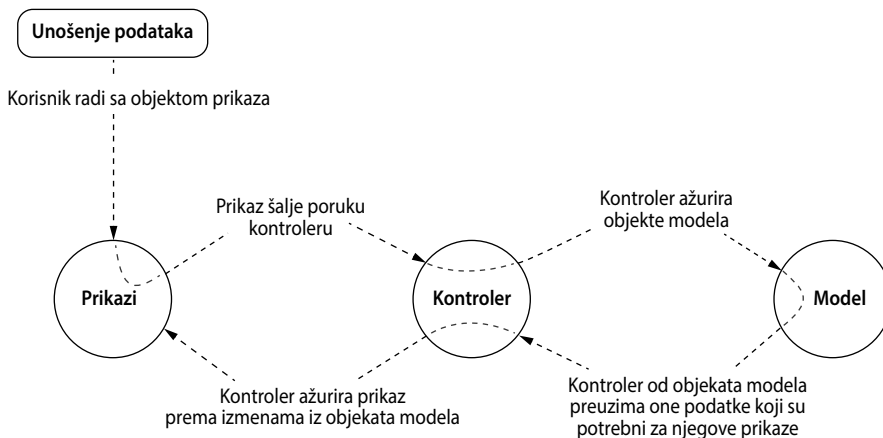 Unošenje podataka
Korisnik radi sa objektom prikaza
Prikaz šalje poruku
kontroleru
Kontroler ažurira
objekte modela
Prikazi
Kontroler
Model
Kontroler ažurira prikaz
prema izmenama iz objekata modela
Kontroler od objekata modela
preuzima one podatke koji su
potrebni za njegove prikaze